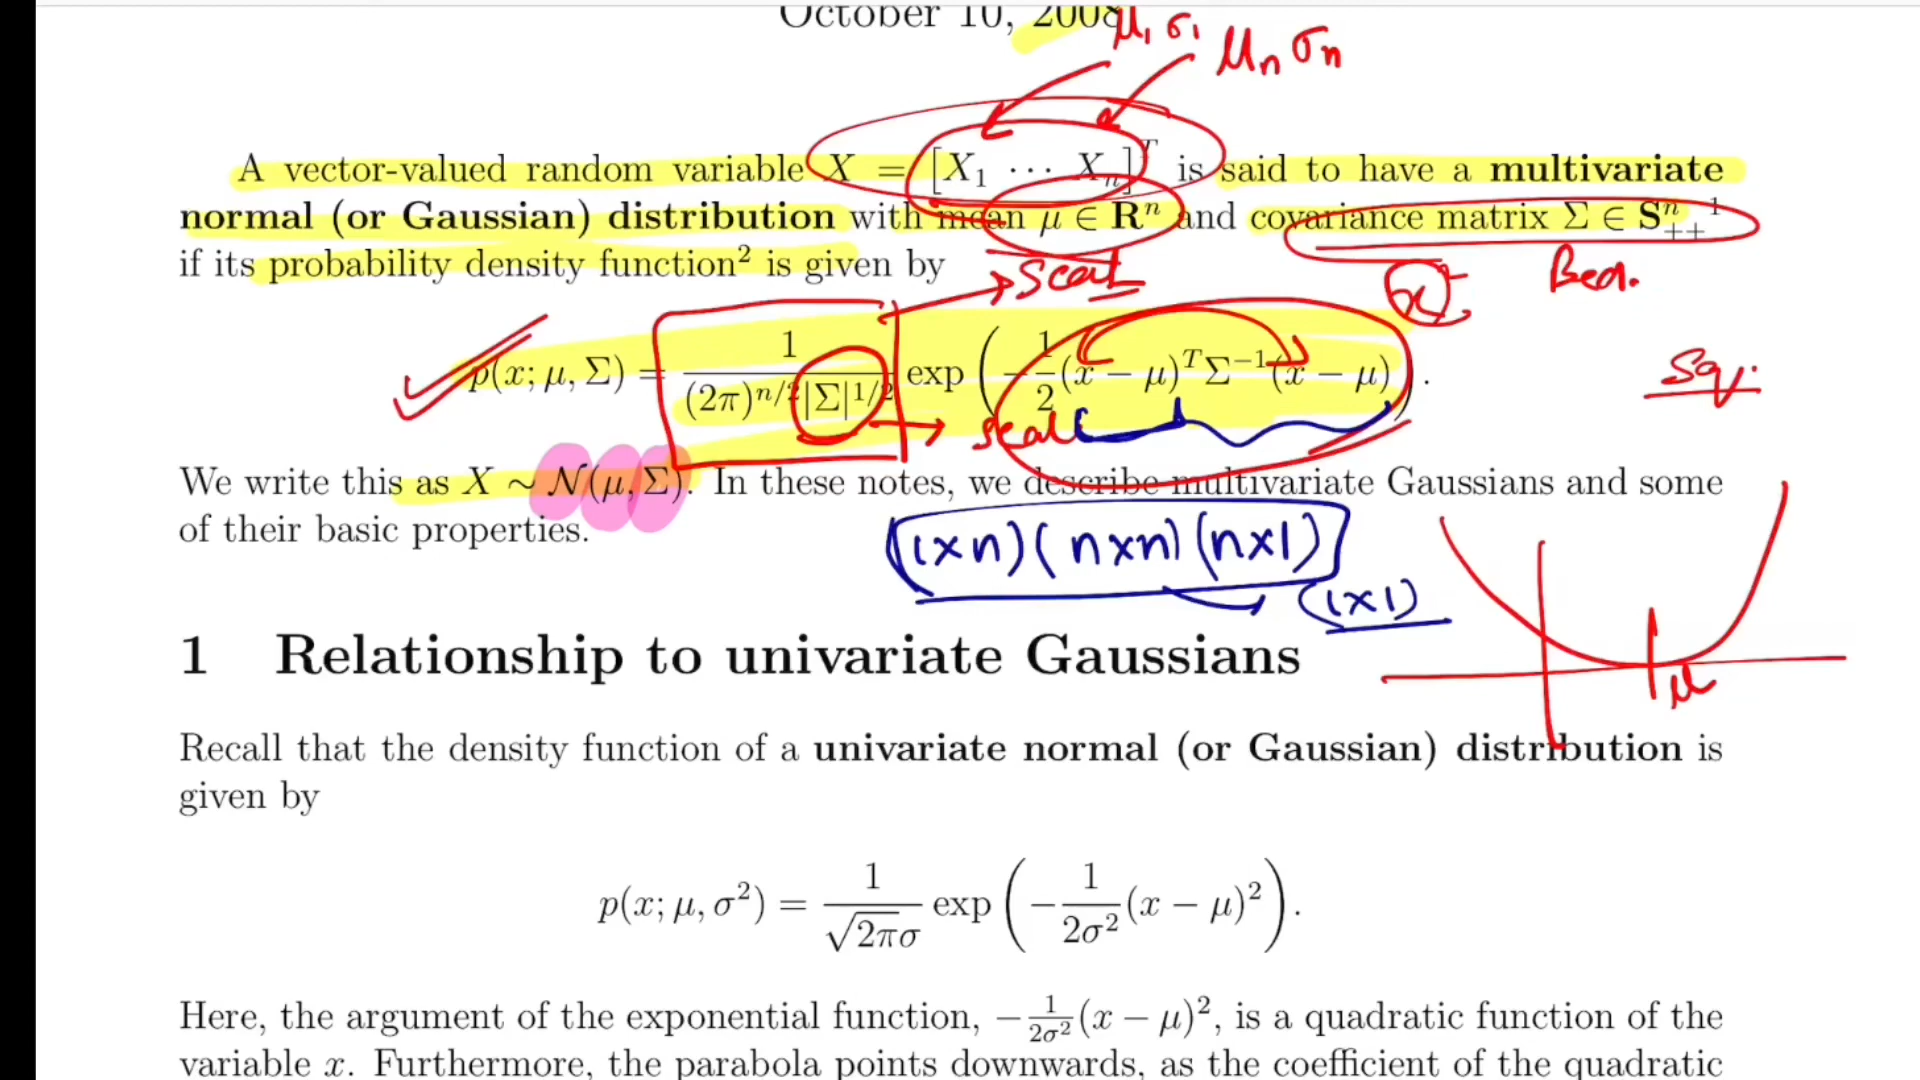 October 10, 2008
μ₁ σ₁
μₙ σₙ
A vector-valued random variable X = [X₁ ⋯ Xₙ]ᵀ is said to have a multivariate
normal (or Gaussian) distribution with mean μ ∈ Rⁿ and covariance matrix Σ ∈ Sⁿ₊₊ ¹
if its probability density function² is given by
p(x; μ, Σ) = 1 / ((2π)^{n/2} |Σ|^{1/2}) exp ( − 1/2 (x − μ)ᵀ Σ⁻¹ (x − μ) ) .
Sq.
We write this as X ∼ N(μ, Σ). In these notes, we describe multivariate Gaussians and some
of their basic properties.
(1×n)(n×n)(n×1)
(1×1)
μ
1 Relationship to univariate Gaussians
Recall that the density function of a univariate normal (or Gaussian) distribution is
given by
p(x; μ, σ²) = 1 / (√2π σ) exp ( − 1/(2σ²) (x − μ)² ) .
Here, the argument of the exponential function, −1/(2σ²) (x − μ)², is a quadratic function of the
variable x. Furthermore, the parabola points downwards, as the coefficient of the quadratic